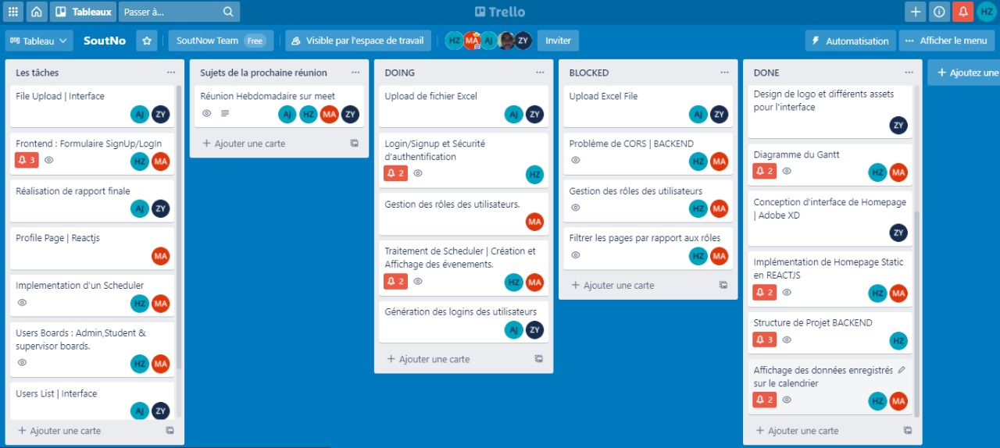 Tableaux
Passer à...
Trello
HZ
Tableau
SoutNo
SoutNow Team Free
Visible par l'espace de travail
HZ MA AJ ZY
Inviter
Automatisation
Afficher le menu
Les tâches
File Upload | Interface
AJ ZY
Frontend : Formulaire SignUp/LogIn
3
HZ MA
Réalisation de rapport finale
AJ ZY
Profile Page | Reactjs
MA
Implementation d'un Scheduler
HZ MA
Users Boards : Admin,Student &
supervisor boards.
HZ MA
Users List | Interface
AJ ZY
+ Ajouter une carte
Sujets de la prochaine réunion
Réunion Hebdomadaire sur meet
AJ HZ MA ZY
+ Ajouter une carte
DOING
Upload de fichier Excel
AJ ZY
Login/Signup et Sécurité
d'authentification
2
HZ
Gestion des rôles des utilisateurs.
MA
Traitement de Scheduler | Création et
Affichage des évenements.
2
HZ MA
Génération des logins des utilisateurs
AJ ZY
+ Ajouter une carte
BLOCKED
Upload Excel File
AJ ZY
Problème de CORS | BACKEND
HZ MA
Gestion des rôles des utilisateurs
HZ MA
Filtrer les pages par rapport aux rôles
HZ MA
+ Ajouter une carte
DONE
Design de logo et différents assets
pour l'interface
ZY
Diagramme du Gantt
2
HZ MA
Conception d'interface de Homepage
| Adobe XD
ZY
Implémentation de Homepage Static
en REACTJS
2
HZ MA
Structure de Projet BACKEND
3
HZ
Affichage des données enregistrés
sur le calendrier
2
HZ MA
+ Ajouter une carte
+ Ajoutez une